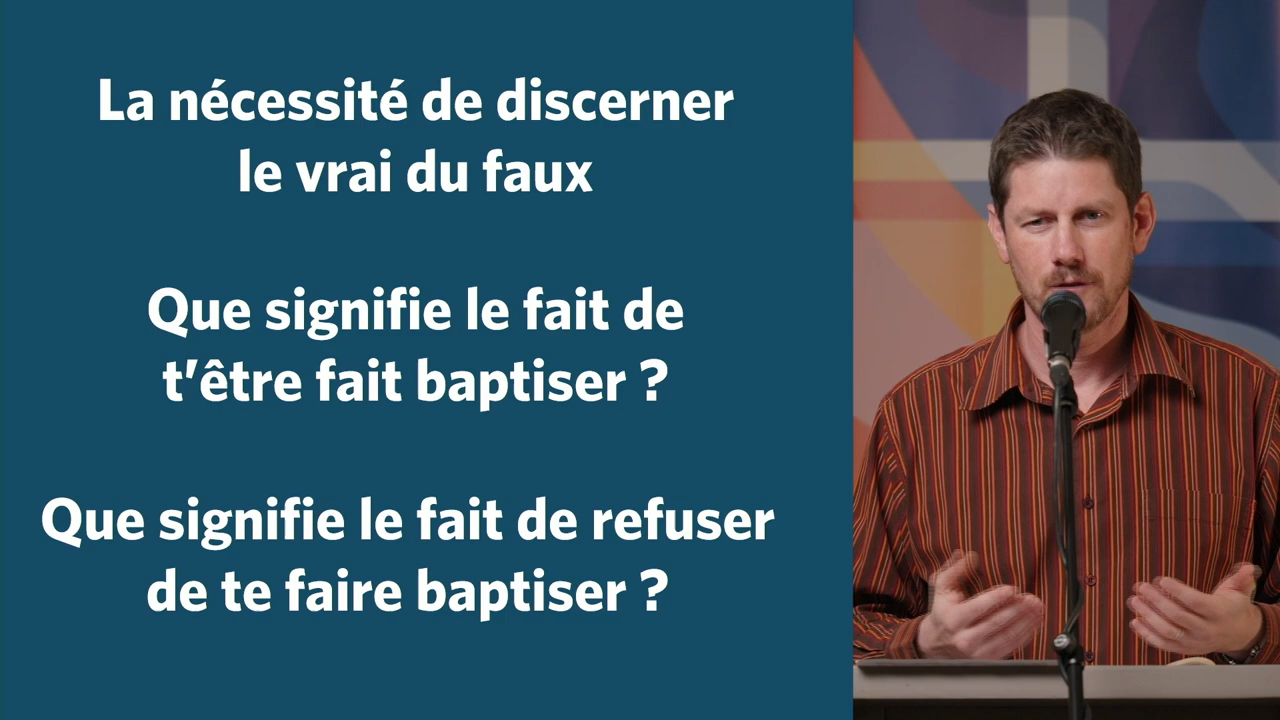 La nécessité de discerner
le vrai du faux
Que signifie le fait de
t’être fait baptiser ?
Que signifie le fait de refuser
de te faire baptiser ?